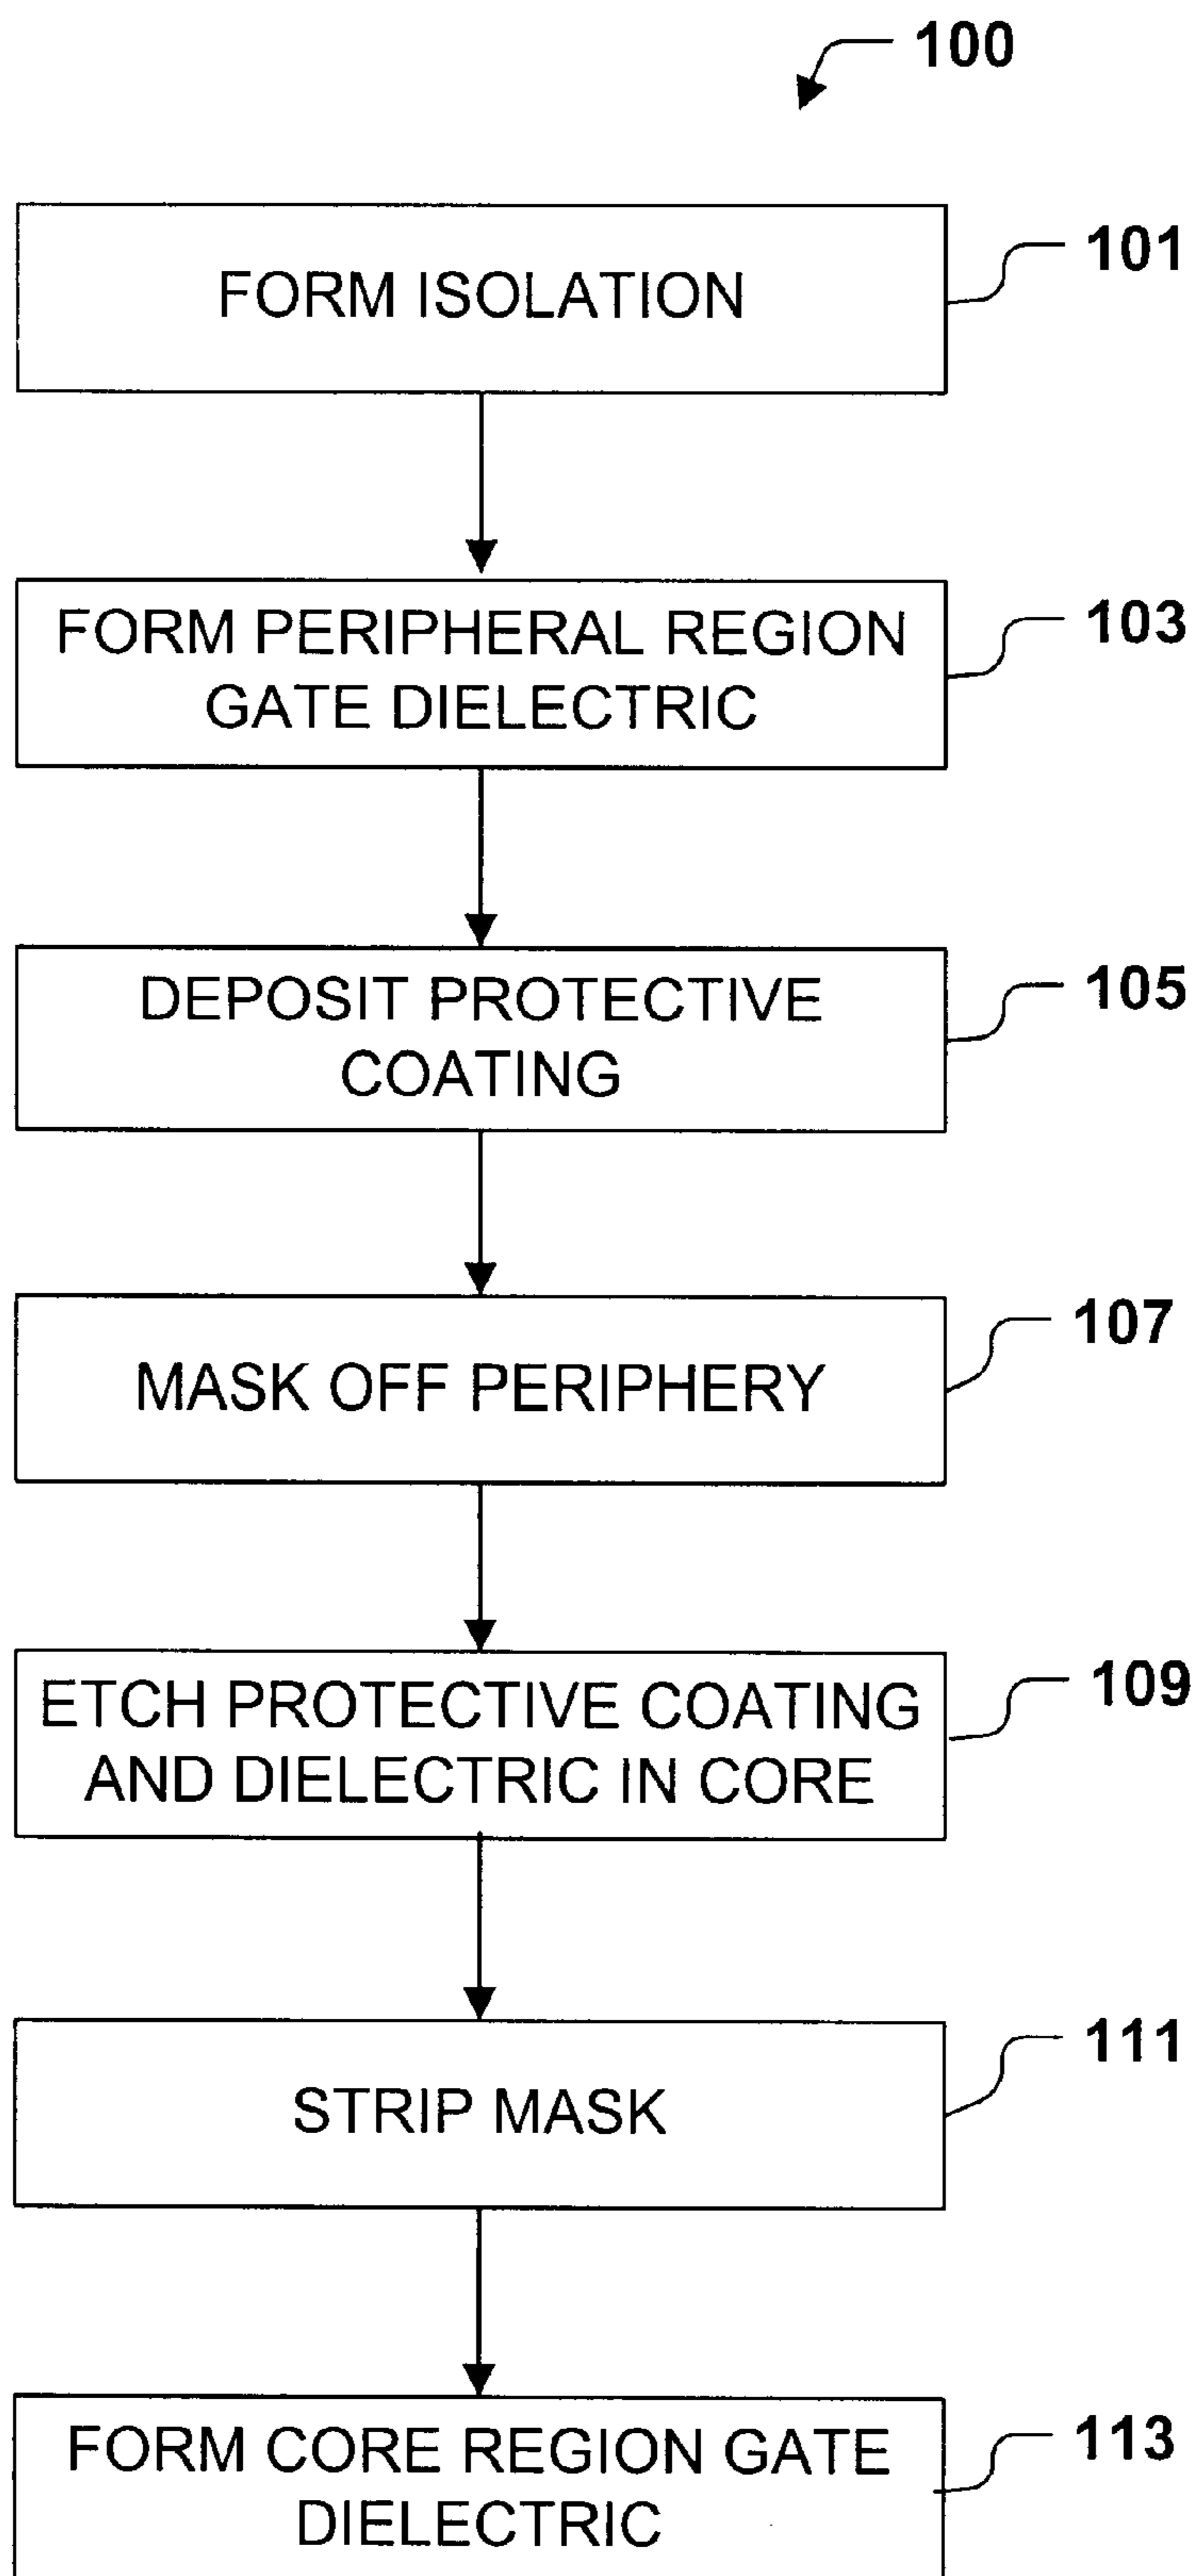 100
FORM ISOLATION
101
FORM PERIPHERAL REGION
GATE DIELECTRIC
103
DEPOSIT PROTECTIVE
COATING
105
MASK OFF PERIPHERY
107
ETCH PROTECTIVE COATING
AND DIELECTRIC IN CORE
109
STRIP MASK
111
FORM CORE REGION GATE
DIELECTRIC
113